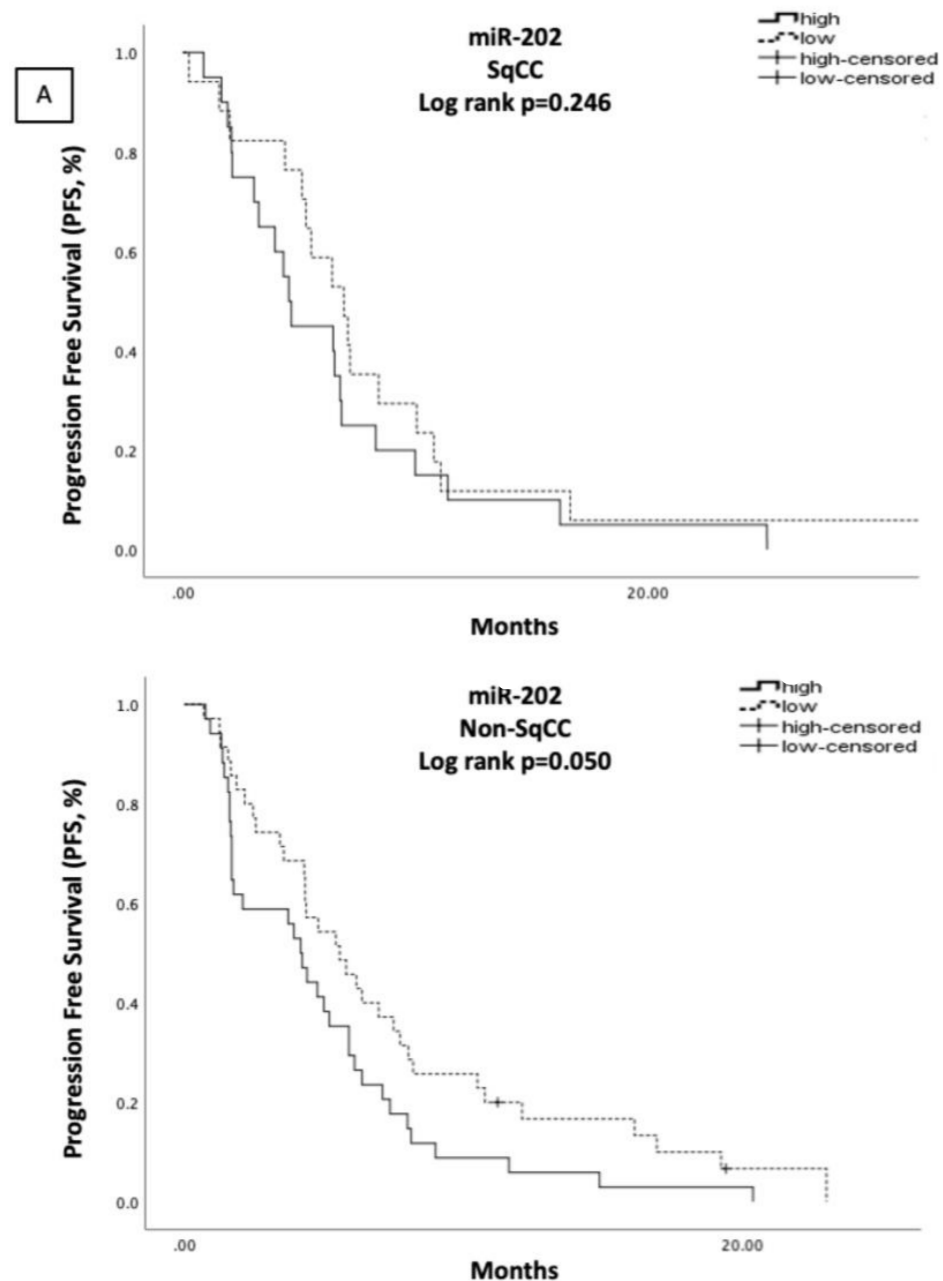 A
miR-202
SqCC
Log rank p=0.246
high
low
high-censored
low-censored
Progression Free Survival (PFS, %)
1.0
0.8
0.6
0.4
0.2
0.0
.00
20.00
Months
miR-202
Non-SqCC
Log rank p=0.050
high
low
high-censored
low-censored
Progression Free Survival (PFS, %)
1.0
0.8
0.6
0.4
0.2
0.0
.00
20.00
Months